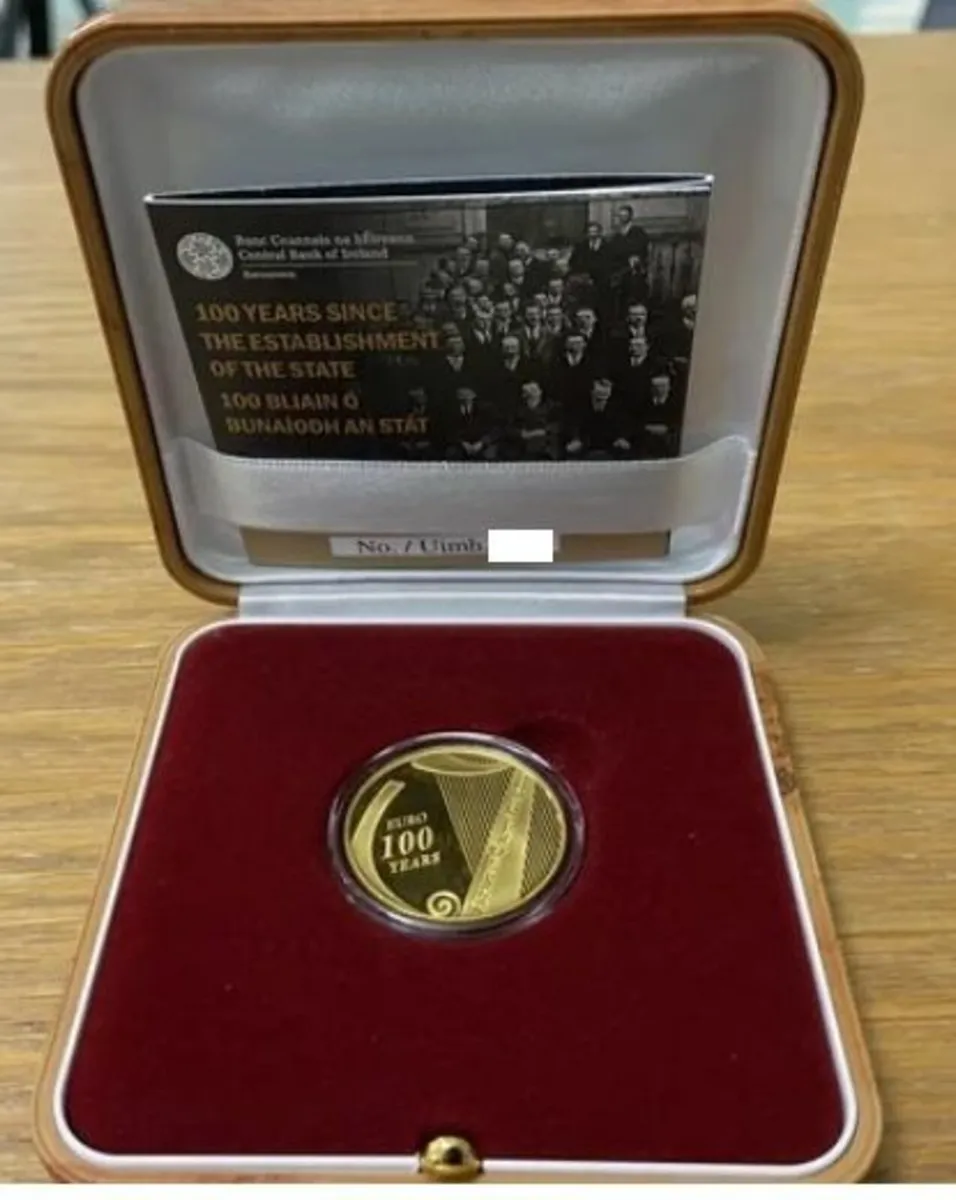 Banc Ceannais na hÉireann
Central Bank of Ireland
Eurosystem
100 YEARS SINCE
THE ESTABLISHMENT
OF THE STATE
100 BLIAIN Ó
BUNAÍODH AN STÁT
No. / Uimh
EURO
100
YEARS